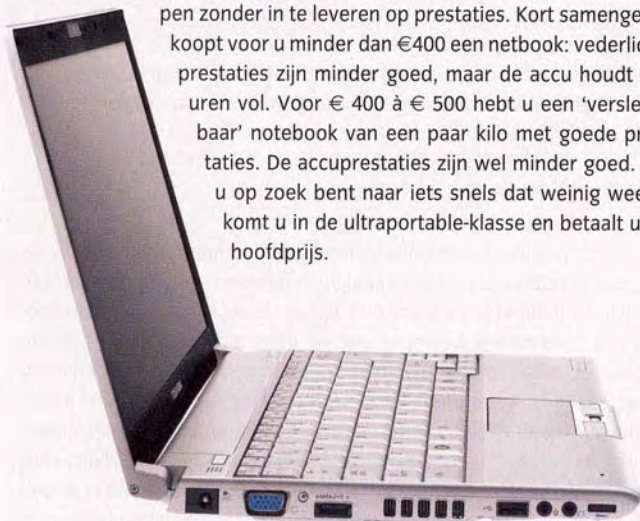 pen zonder in te leveren op prestaties. Kort samenge
koopt voor u minder dan €400 een netbook: vederlic
prestaties zijn minder goed, maar de accu houdt
uren vol. Voor € 400 à € 500 hebt u een ‘versle
baar’ notebook van een paar kilo met goede pr
taties. De accuprestaties zijn wel minder goed.
u op zoek bent naar iets snels dat weinig wee
komt u in de ultraportable-klasse en betaalt u
hoofdprijs.